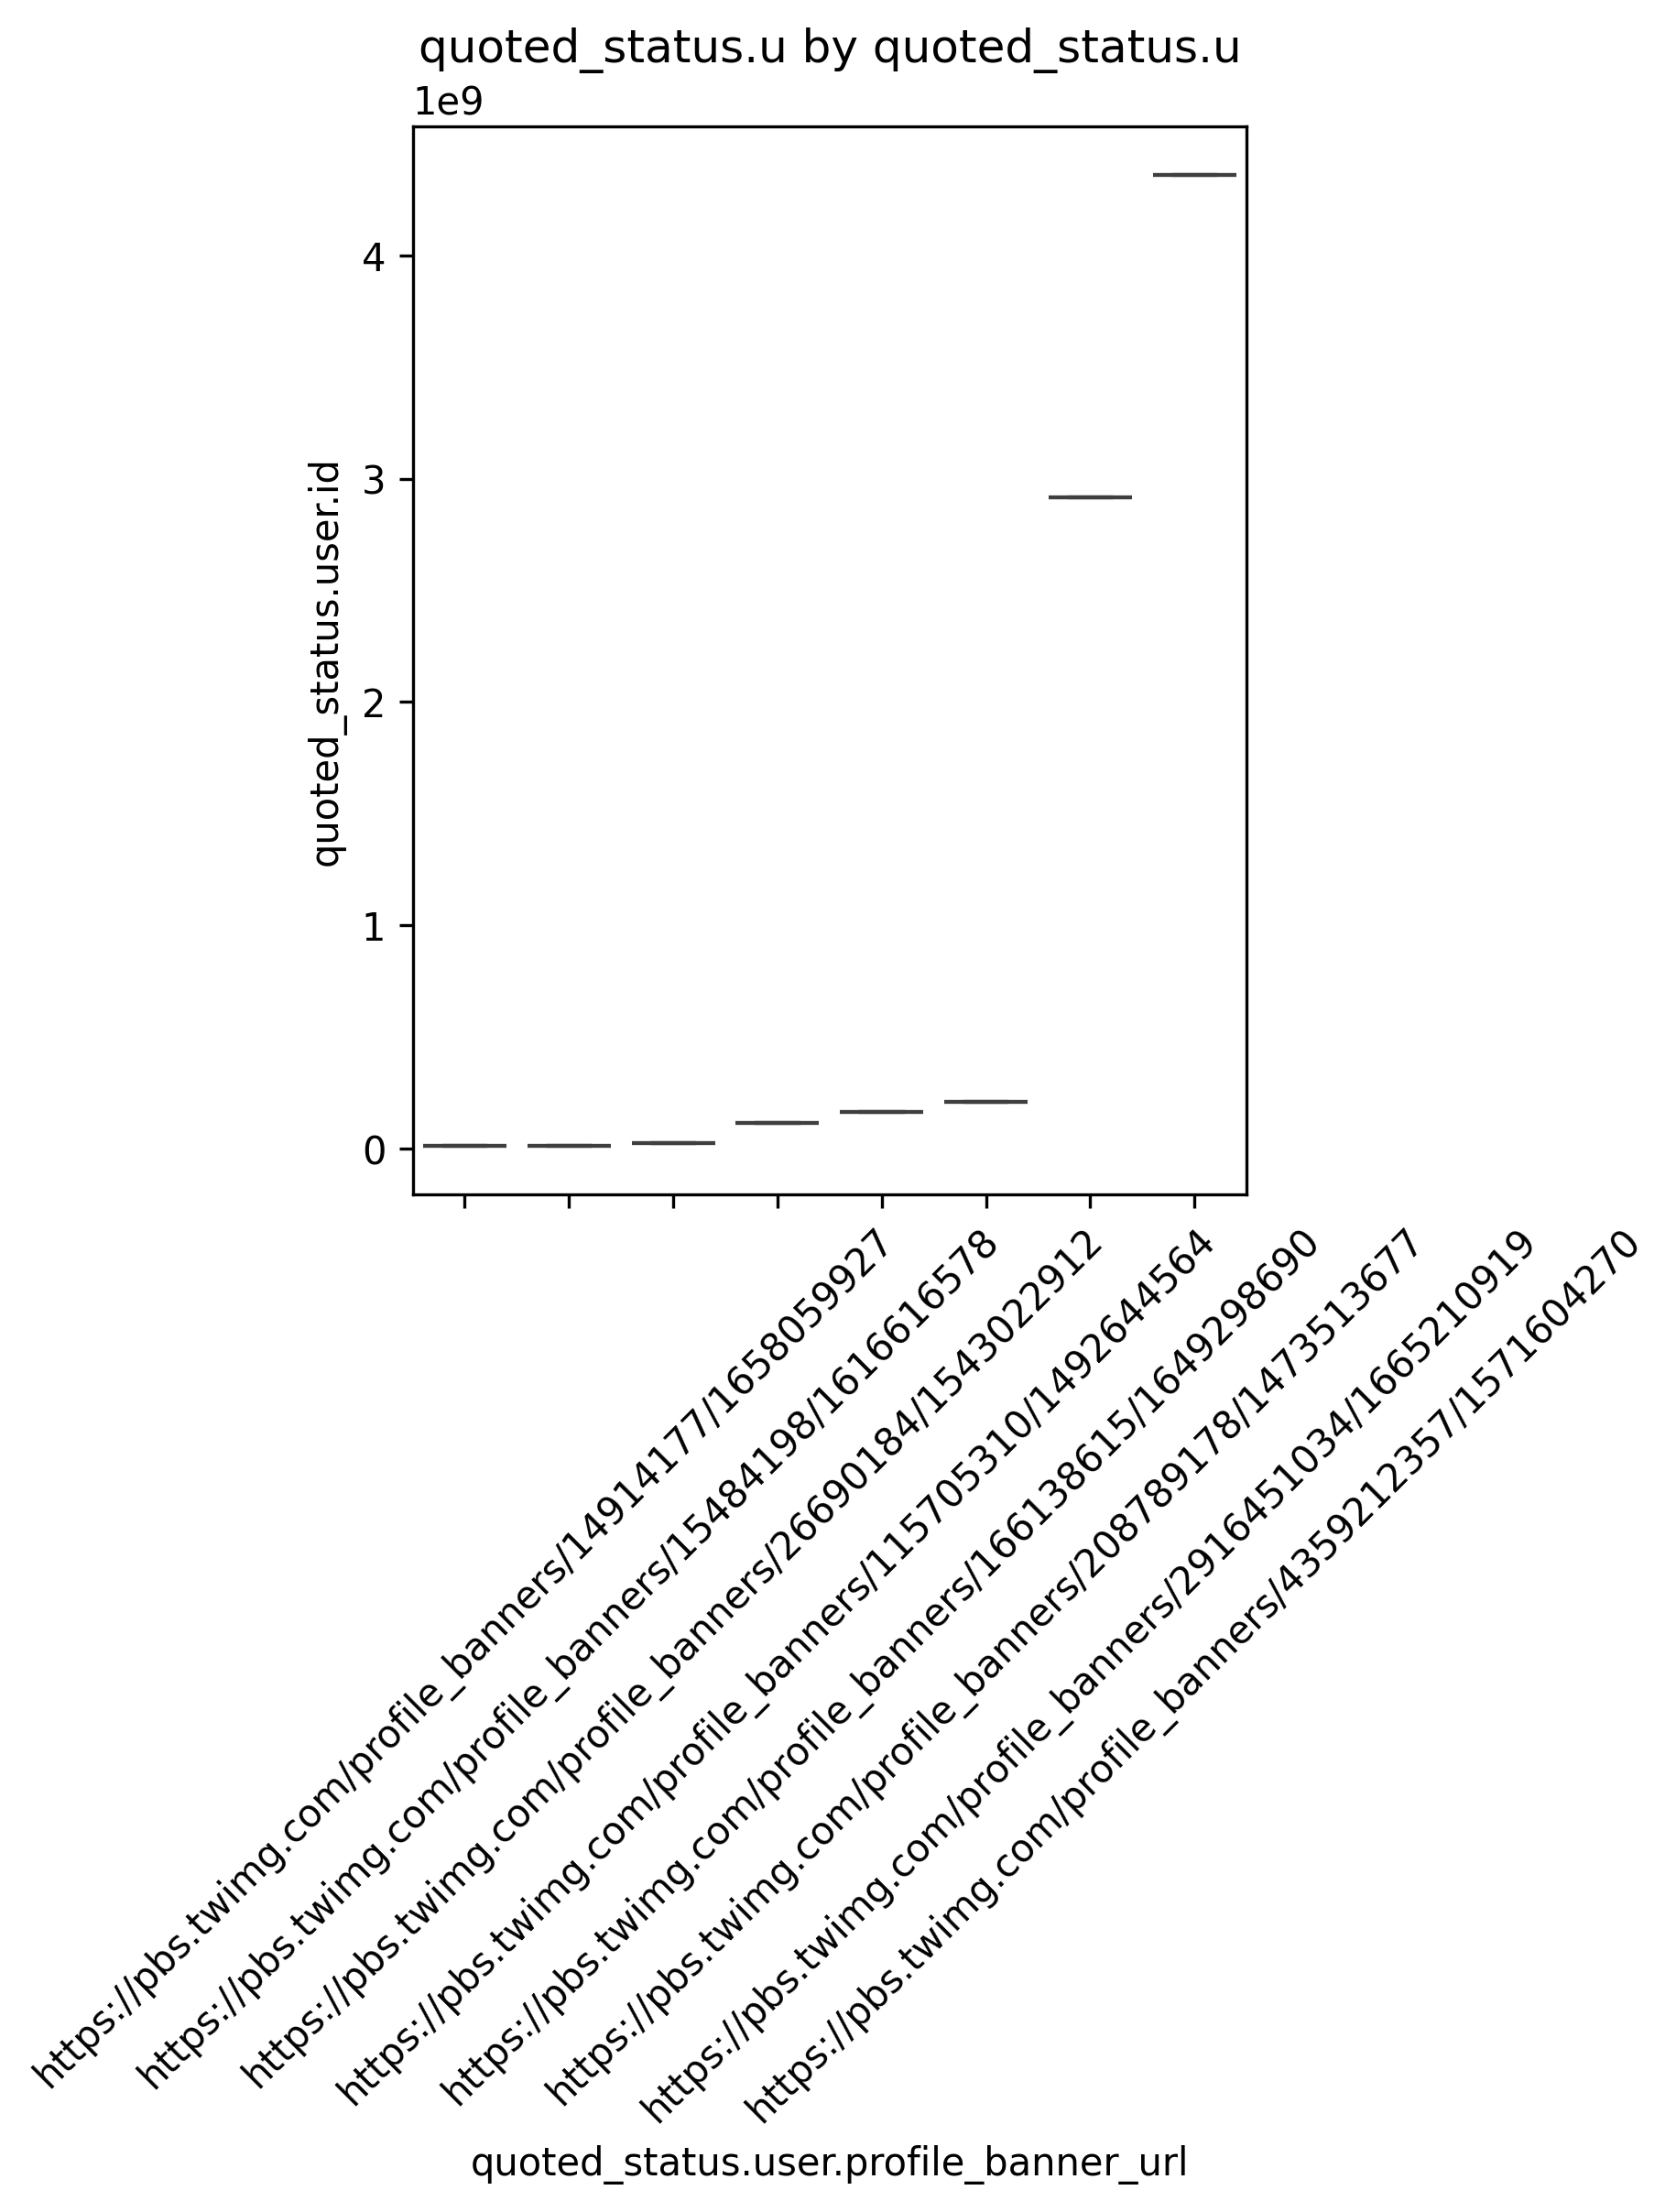 quoted_status.u by quoted_status.u
1e9
4
3
2
1
0
quoted_status.user.id
https://pbs.twimg.com/profile_banners/14914177/1658059927
https://pbs.twimg.com/profile_banners/15484198/1616616578
https://pbs.twimg.com/profile_banners/26690184/1543022912
https://pbs.twimg.com/profile_banners/115705310/1492644564
https://pbs.twimg.com/profile_banners/166138615/1649298690
https://pbs.twimg.com/profile_banners/208789178/1473513677
https://pbs.twimg.com/profile_banners/2916451034/1665210919
https://pbs.twimg.com/profile_banners/4359212357/1571604270
quoted_status.user.profile_banner_url